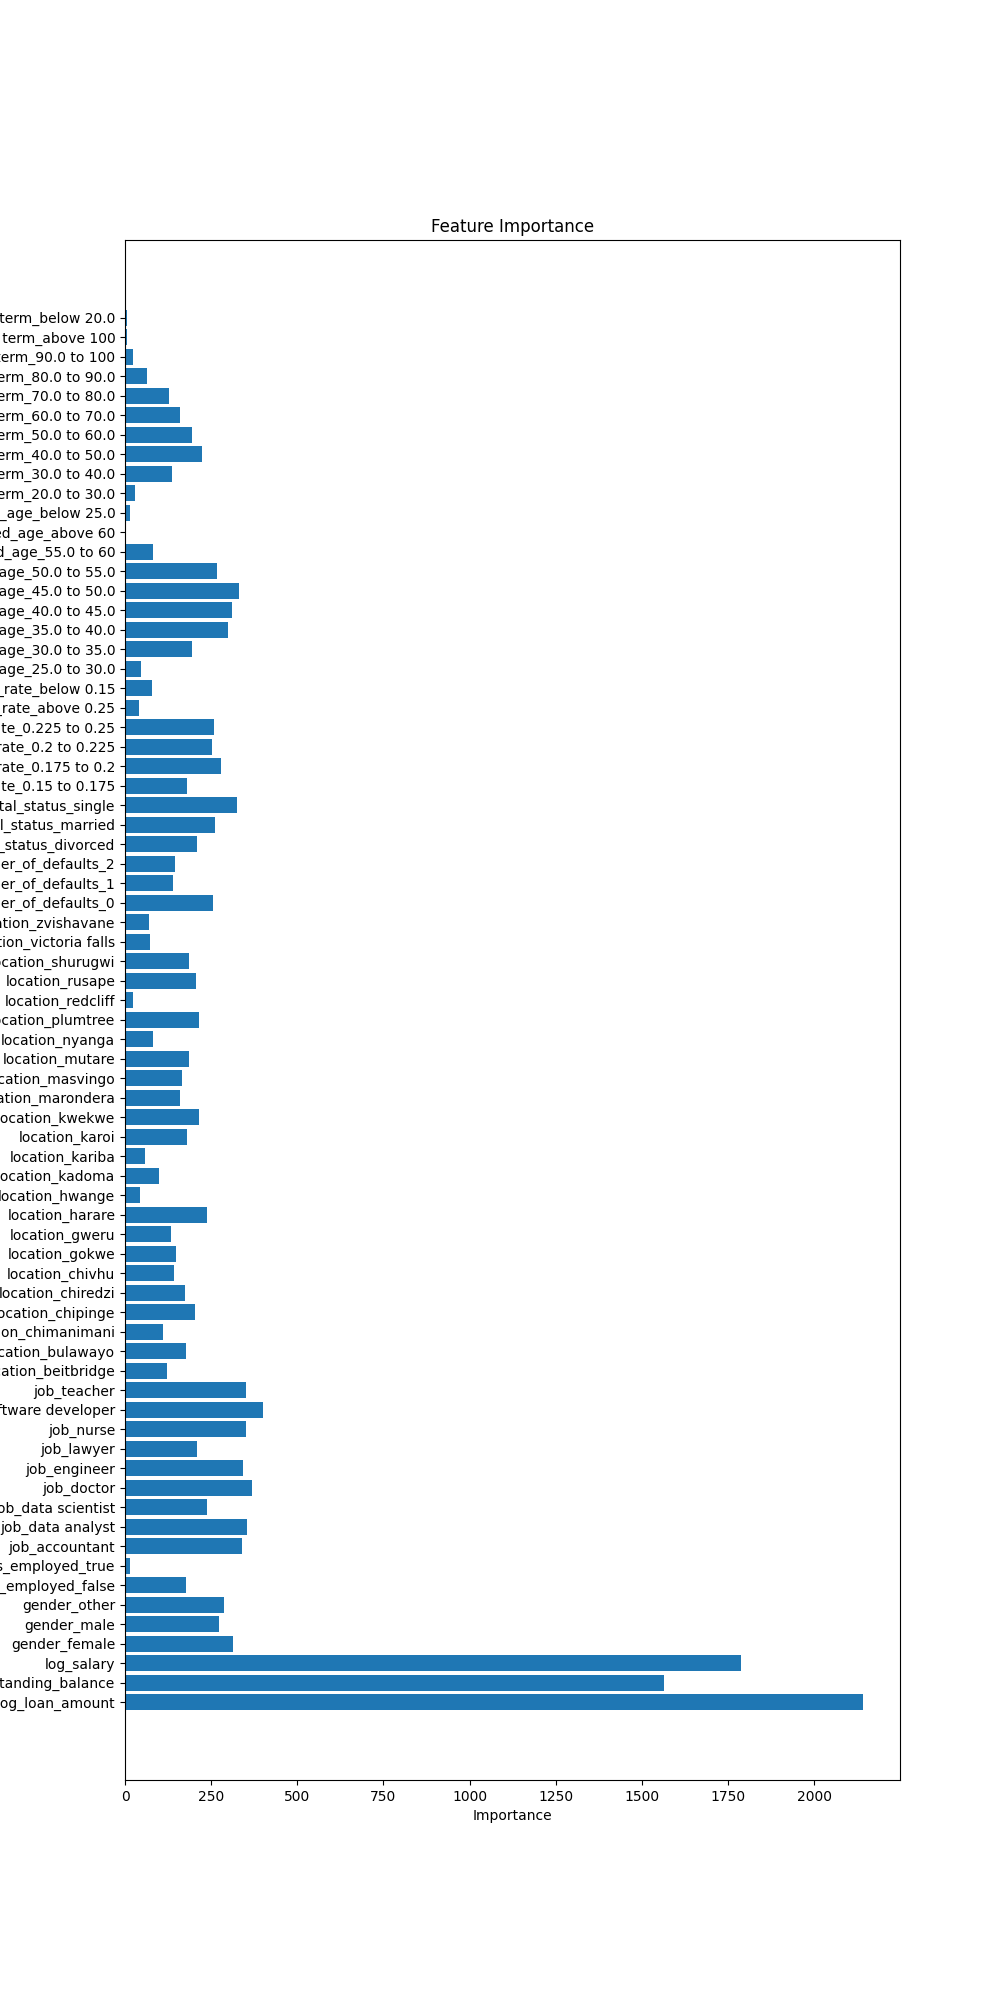 Feature Importance
term_below 20.0
term_above 100
term_90.0 to 100
erm_80.0 to 90.0
erm_70.0 to 80.0
erm_60.0 to 70.0
erm_50.0 to 60.0
erm_40.0 to 50.0
erm_30.0 to 40.0
erm_20.0 to 30.0
_age_below 25.0
ed_age_above 60
d_age_55.0 to 60
age_50.0 to 55.0
age_45.0 to 50.0
age_40.0 to 45.0
age_35.0 to 40.0
age_30.0 to 35.0
age_25.0 to 30.0
_rate_below 0.15
_rate_above 0.25
te_0.225 to 0.25
rate_0.2 to 0.225
rate_0.175 to 0.2
te_0.15 to 0.175
tal_status_single
l_status_married
_status_divorced
er_of_defaults_2
er_of_defaults_1
er_of_defaults_0
ation_zvishavane
tion_victoria falls
ocation_shurugwi
location_rusape
location_redcliff
ocation_plumtree
location_nyanga
location_mutare
cation_masvingo
ation_marondera
location_kwekwe
location_karoi
location_kariba
ocation_kadoma
location_hwange
location_harare
location_gweru
location_gokwe
location_chivhu
location_chiredzi
ocation_chipinge
on_chimanimani
cation_bulawayo
ation_beitbridge
job_teacher
ftware developer
job_nurse
job_lawyer
job_engineer
job_doctor
ob_data scientist
job_data analyst
job_accountant
s_employed_true
_employed_false
gender_other
gender_male
gender_female
log_salary
tanding_balance
og_loan_amount
0 250 500 750 1000 1250 1500 1750 2000
Importance